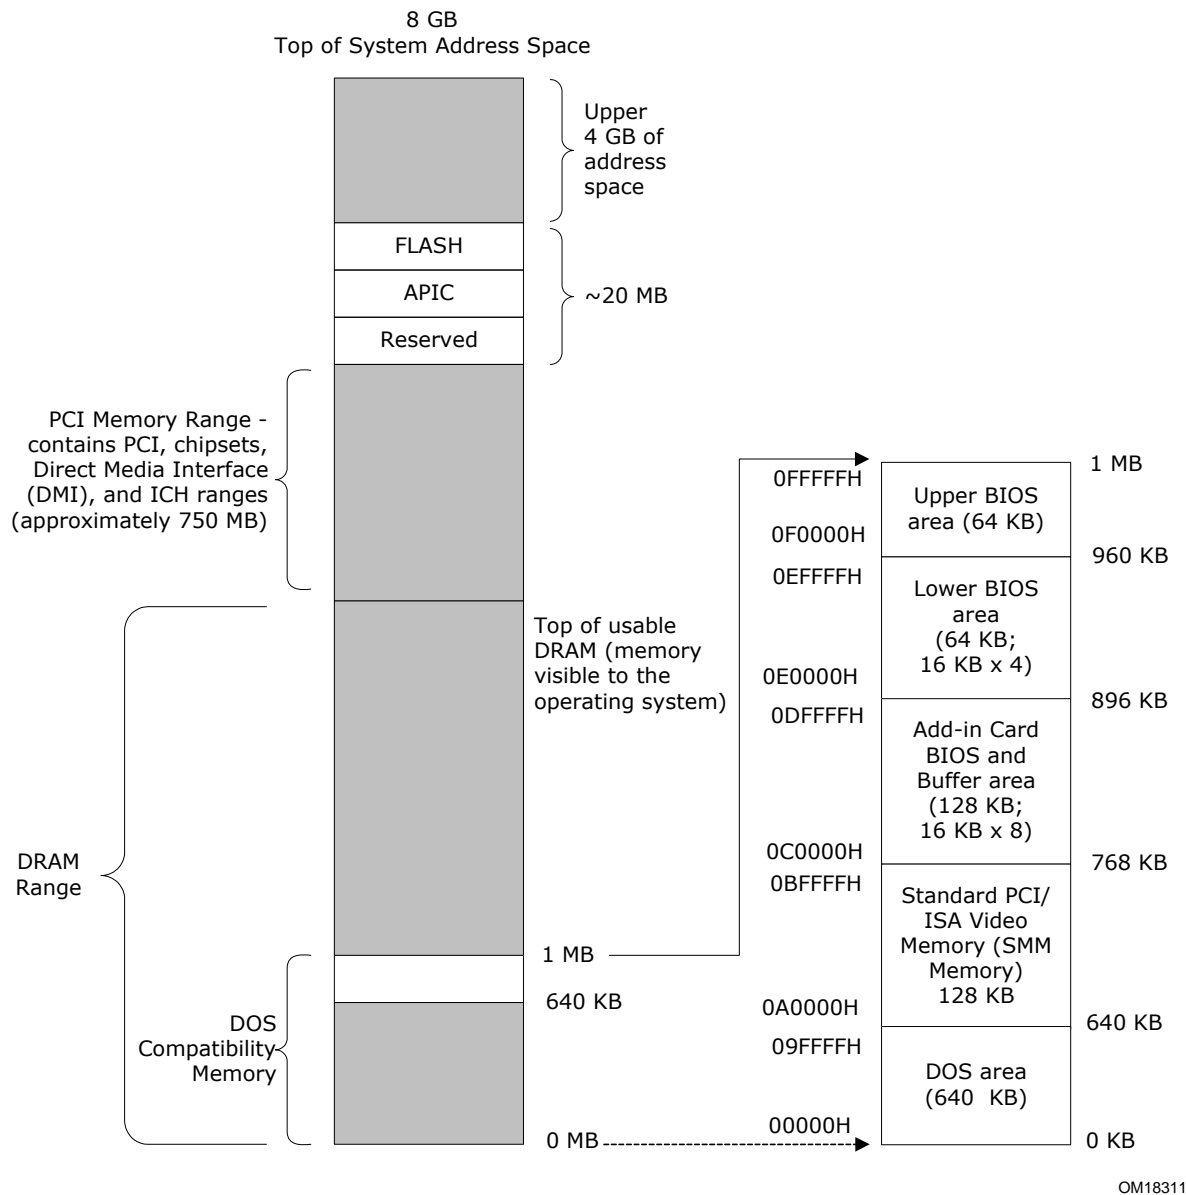 8 GB
Top of System Address Space
Upper
4 GB of
address
space
FLASH
APIC
Reserved
~20 MB
PCI Memory Range -
contains PCI, chipsets,
Direct Media Interface
(DMI), and ICH ranges
(approximately 750 MB)
Top of usable
DRAM (memory
visible to the
operating system)
DRAM
Range
1 MB
640 KB
DOS
Compatibility
Memory
0 MB
0FFFFFH
0F0000H
0EFFFFH
0E0000H
0DFFFFH
0C0000H
0BFFFFH
0A0000H
09FFFFH
00000H
Upper BIOS
area (64 KB)
Lower BIOS
area
(64 KB;
16 KB x 4)
Add-in Card
BIOS and
Buffer area
(128 KB;
16 KB x 8)
Standard PCI/
ISA Video
Memory (SMM
Memory)
128 KB
DOS area
(640 KB)
1 MB
960 KB
896 KB
768 KB
640 KB
0 KB
OM18311